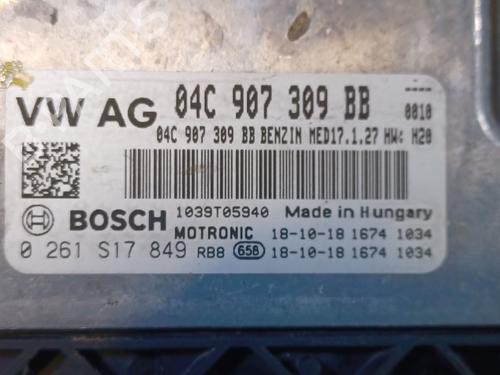 VW AG 04C 907 309 BB ----
0010
04C 907 309 BB BENZIN MED17.1.27 HW: H20
BOSCH 1039T05940 Made in Hungary
MOTRONIC 18-10-18 1674 1034
0 261 S17 849 RB8 658 18-10-18 1674 1034